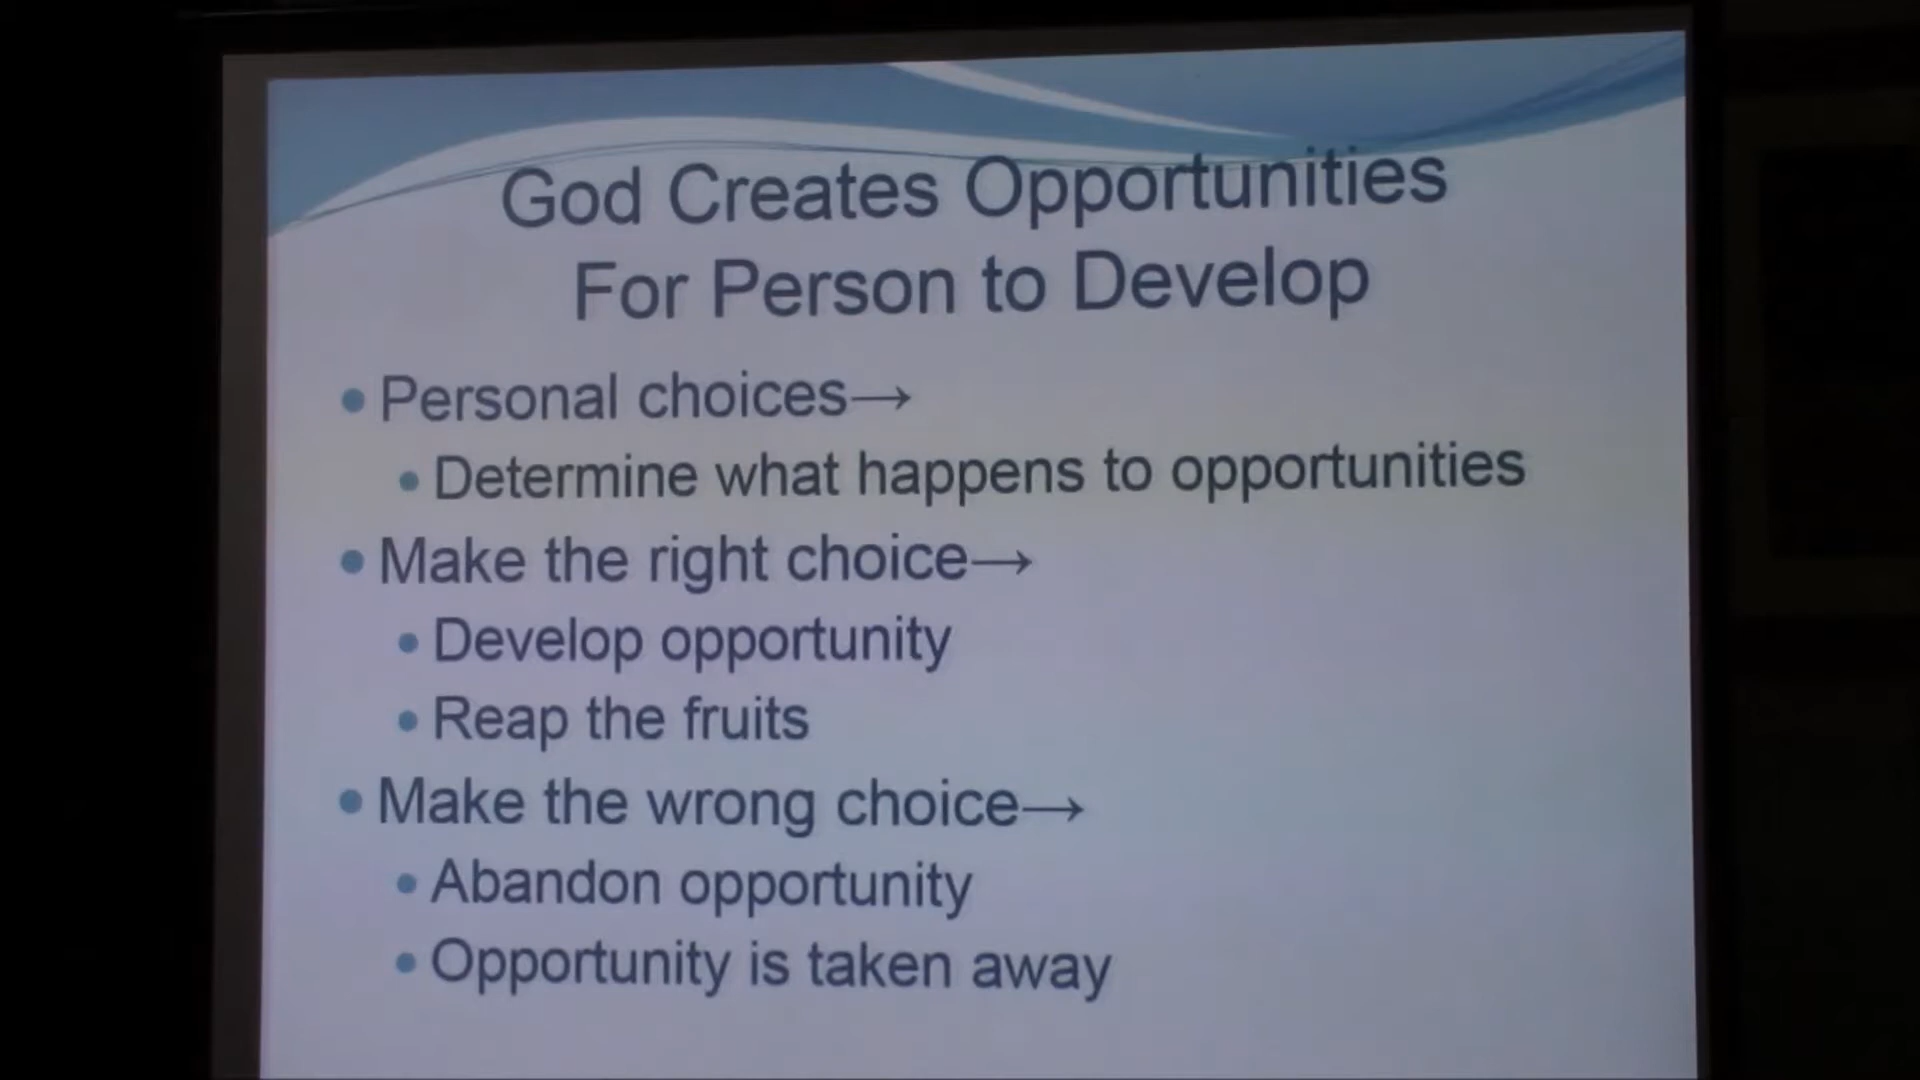 God Creates Opportunities
For Person to Develop
• Personal choices→
• Determine what happens to opportunities
• Make the right choice→
• Develop opportunity
• Reap the fruits
• Make the wrong choice→
• Abandon opportunity
• Opportunity is taken away